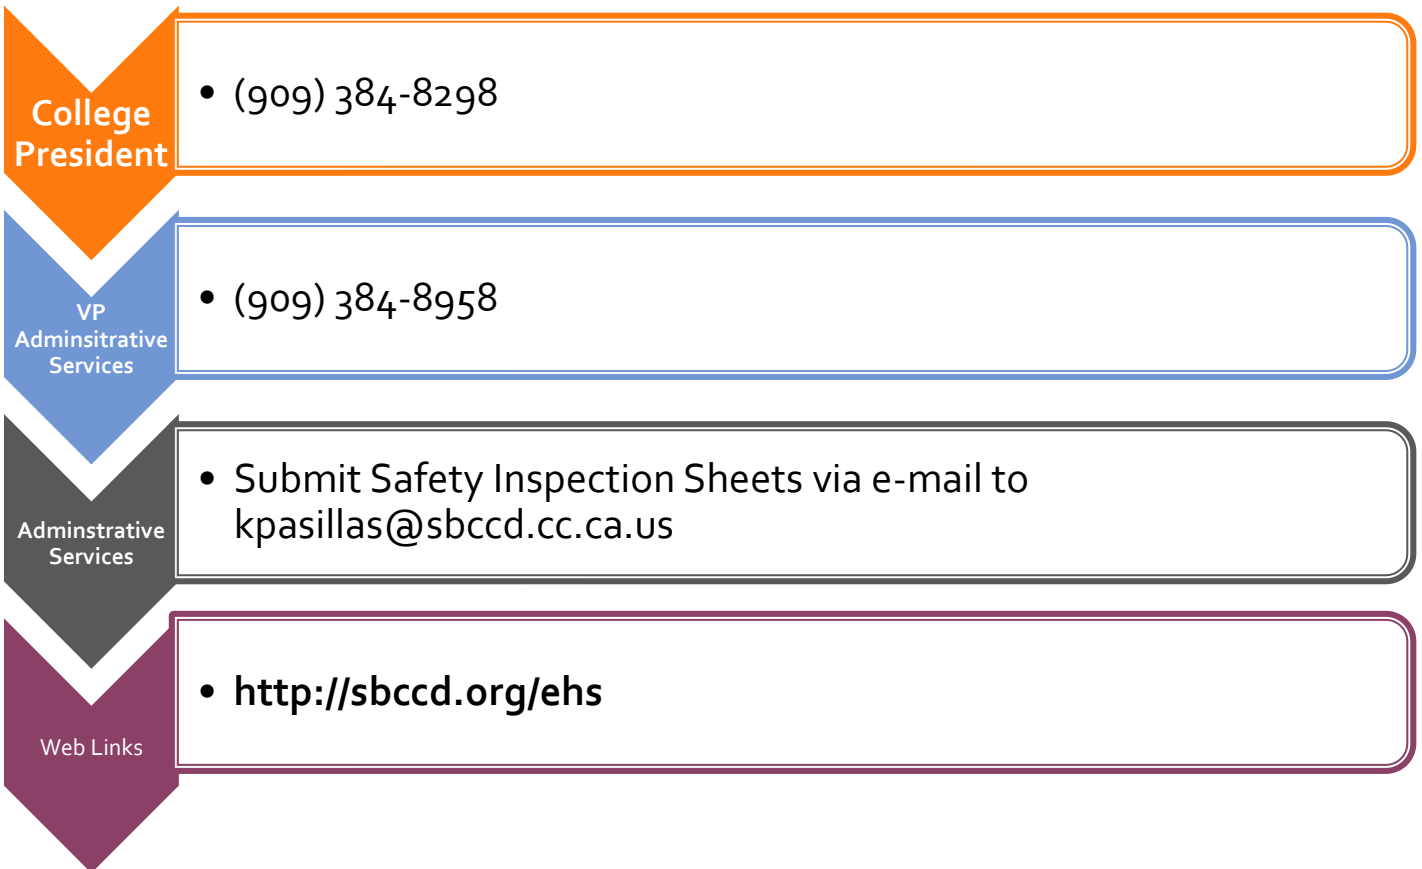 College
President
• (909) 384-8298
VP
Adminsitrative
Services
• (909) 384-8958
Adminstrative
Services
• Submit Safety Inspection Sheets via e-mail to
kpasillas@sbccd.cc.ca.us
Web Links
• http://sbccd.org/ehs